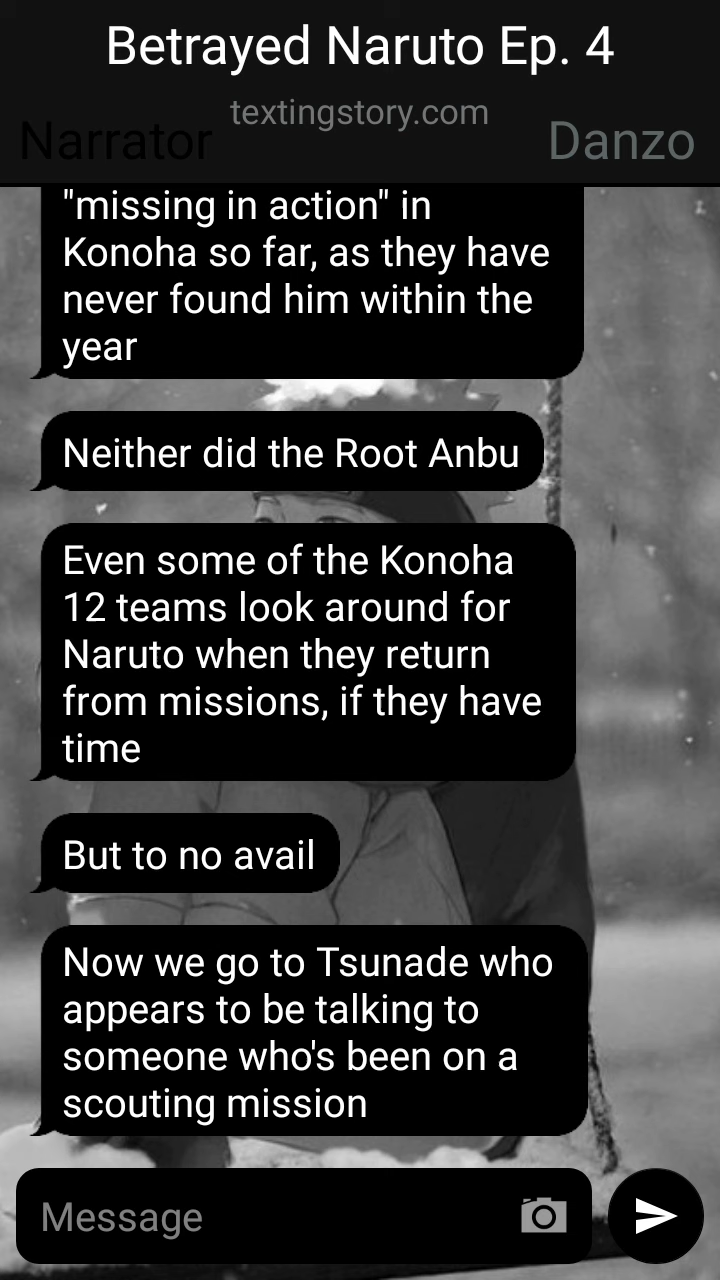 Betrayed Naruto Ep. 4
textingstory.com
Narrator
Danzo
"missing in action" in
Konoha so far, as they have
never found him within the
year
Neither did the Root Anbu
Even some of the Konoha
12 teams look around for
Naruto when they return
from missions, if they have
time
But to no avail
Now we go to Tsunade who
appears to be talking to
someone who's been on a
scouting mission
Message